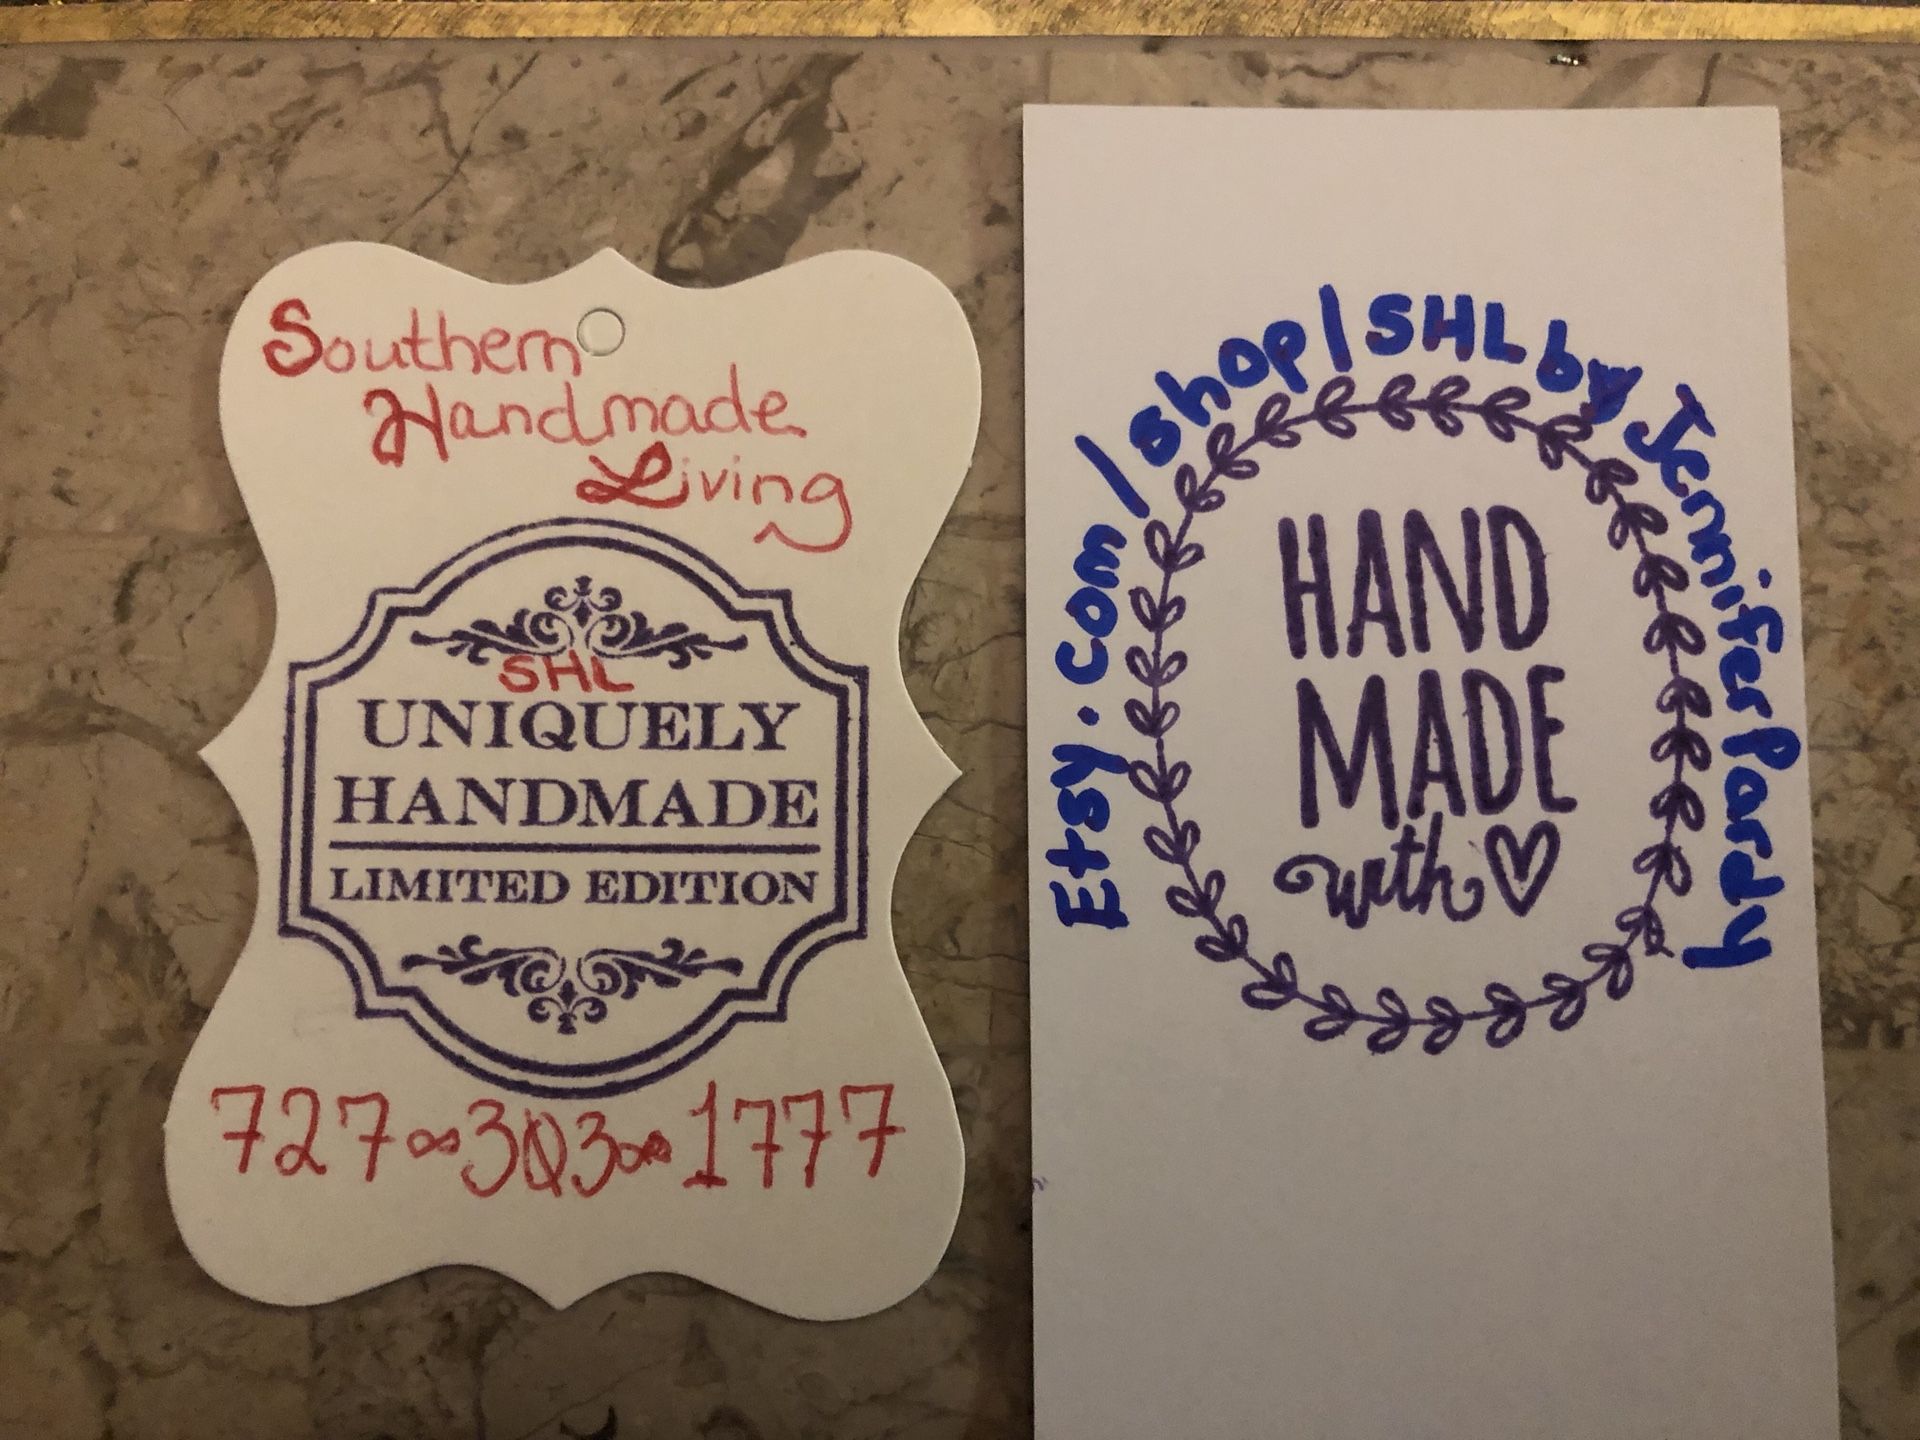 Southern
Handmade
Living
SHL
UNIQUELY
HANDMADE
LIMITED EDITION
727-303-1777
Etsy.com/shop/SHLbyJenniferPardy
HAND
MADE
with